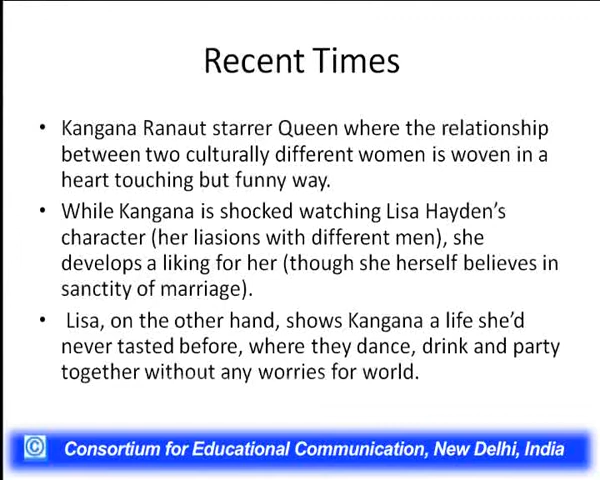 Recent Times
• Kangana Ranaut starrer Queen where the relationship
between two culturally different women is woven in a
heart touching but funny way.
• While Kangana is shocked watching Lisa Hayden's
character (her liasions with different men), she
develops a liking for her (though she herself believes in
sanctity of marriage).
• Lisa, on the other hand, shows Kangana a life she'd
never tasted before, where they dance, drink and party
together without any worries for world.
© Consortium for Educational Communication, New Delhi, India